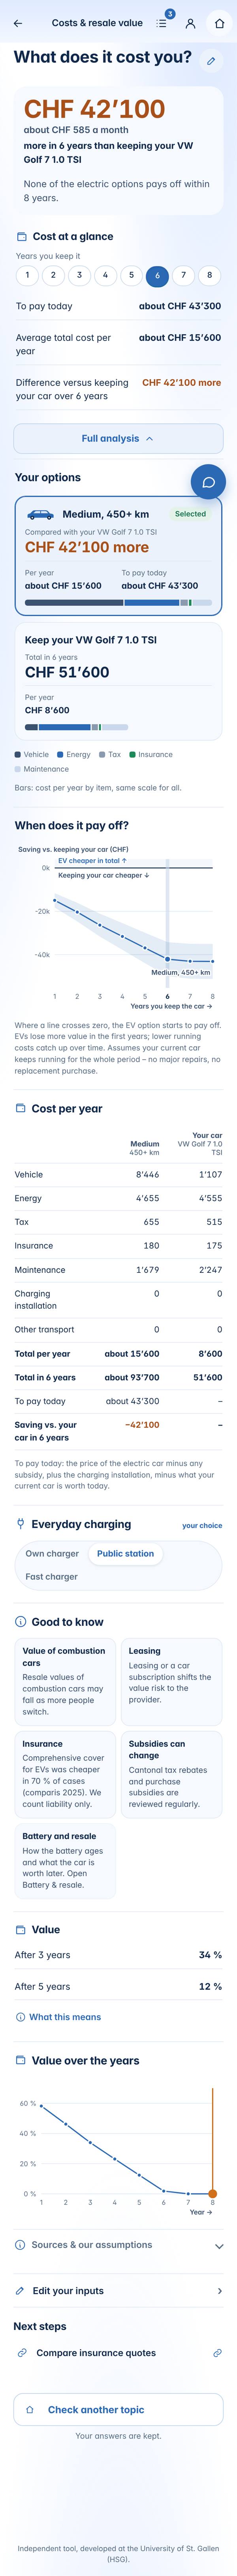 Costs & resale value
3
What does it cost you?
CHF 42’100
about CHF 585 a month
more in 6 years than keeping your VW
Golf 7 1.0 TSI
None of the electric options pays off within
8 years.
Cost at a glance
Years you keep it
1 2 3 4 5 6 7 8
To pay today about CHF 43’300
Average total cost per about CHF 15’600
year
Difference versus keeping CHF 42’100 more
your car over 6 years
Full analysis
Your options
Medium, 450+ km Selected
Compared with your VW Golf 7 1.0 TSI
CHF 42’100 more
Per year To pay today
about CHF 15’600 about CHF 43’300
Keep your VW Golf 7 1.0 TSI
Total in 6 years
CHF 51’600
Per year
CHF 8’600
Vehicle Energy Tax Insurance
Maintenance
Bars: cost per year by item, same scale for all.
When does it pay off?
Saving vs. keeping your car (CHF)
EV cheaper in total ↑
0k
Keeping your car cheaper ↓
-20k
-40k
Medium, 450+ km
1 2 3 4 5 6 7 8
Years you keep the car →
Where a line crosses zero, the EV option starts to pay off.
EVs lose more value in the first years; lower running
costs catch up over time. Assumes your current car
keeps running for the whole period – no major repairs, no
replacement purchase.
Cost per year
Medium Your car
450+ km VW Golf 7 1.0
TSI
Vehicle 8’446 1’107
Energy 4’655 4’555
Tax 655 515
Insurance 180 175
Maintenance 1’679 2’247
Charging 0 0
installation
Other transport 0 0
Total per year about 15’600 8’600
Total in 6 years about 93’700 51’600
To pay today about 43’300 –
Saving vs. your −42’100 –
car in 6 years
To pay today: the price of the electric car minus any
subsidy, plus the charging installation, minus what your
current car is worth today.
Everyday charging your choice
Own charger Public station
Fast charger
Good to know
Value of combustion
cars
Resale values of
combustion cars may
fall as more people
switch.
Leasing
Leasing or a car
subscription shifts the
value risk to the
provider.
Insurance
Comprehensive cover
for EVs was cheaper
in 70 % of cases
(comparis 2025). We
count liability only.
Subsidies can
change
Cantonal tax rebates
and purchase
subsidies are
reviewed regularly.
Battery and resale
How the battery ages
and what the car is
worth later. Open
Battery & resale.
Value
After 3 years 34 %
After 5 years 12 %
What this means
Value over the years
60 %
40 %
20 %
0 %
1 2 3 4 5 6 7 8
Year →
Sources & our assumptions
Edit your inputs
Next steps
Compare insurance quotes
Check another topic
Your answers are kept.
Independent tool, developed at the University of St. Gallen
(HSG).